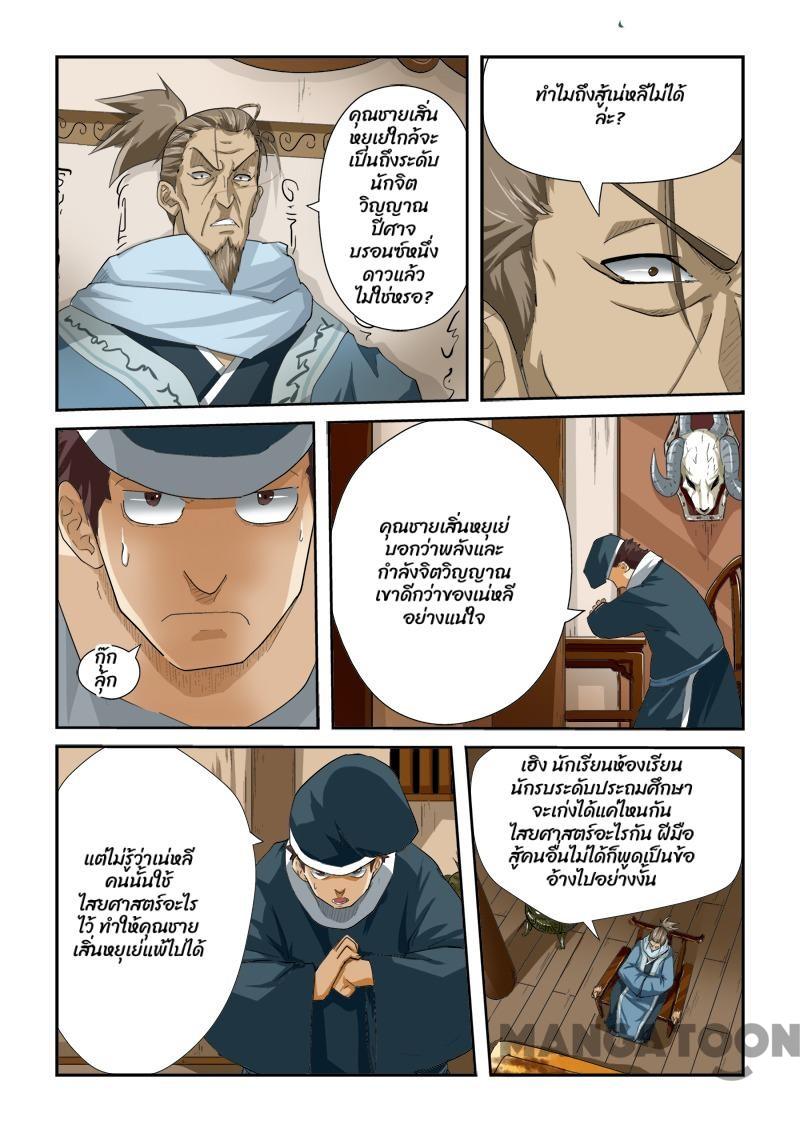 คุณชายเสิ่น
หยุเย่ใกล้จะ
เป็นถึงระดับ
นักจิต
วิญญาณ
ปีศาจ
บรอนซ์หนึ่ง
ดาวแล้ว
ไม่ใช่หรอ?
ทำไมถึงสู้เน่หลีไม่ได้
ล่ะ?
กุ๊ก
ลุ้ก
คุณชายเสิ่นหยุเย่
บอกว่าพลังและ
กำลังจิตวิญญาณ
เขาดีกว่าของเน่หลี
อย่างแน่ใจ
แต่ไม่รู้ว่าเน่หลี
คนนั้นใช้
ไสยศาสตร์อะไร
ไว้ ทำให้คุณชาย
เสิ่นหยุเย่แพ้ไปได้
เฮิง นักเรียนห้องเรียน
นักรบระดับประถมศึกษา
จะเก่งได้แค่ไหนกัน
ไสยศาสตร์อะไรกัน ฝีมือ
สู้คนอื่นไม่ได้ก็พูดเป็นข้อ
อ้างไปอย่างงั้น
MANGATOON